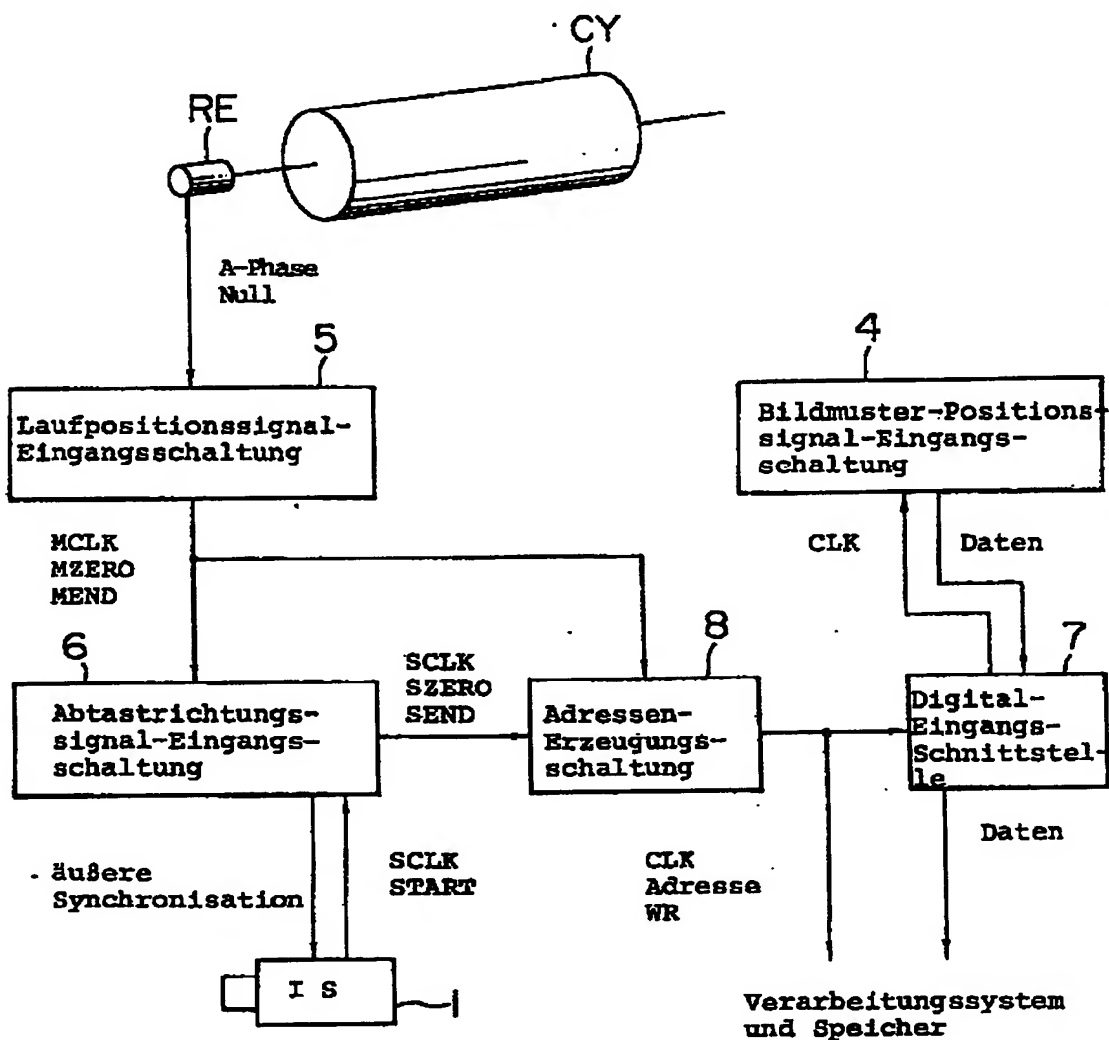 CY
RE
A-Phase
Null
5
Laufpositionssignal-
Eingangsschaltung
4
Bildmuster-Positions-
signal-Eingangs-
schaltung
MCLK
MZERO
MEND
CLK
Daten
6
Abtastrichtungs-
signal-Eingangs-
schaltung
SCLK
SZERO
SEND
8
Adressen-
Erzeugungs-
schaltung
7
Digital-
Eingangs-
Schnittstel-
le
äußere
Synchronisation
SCLK
START
CLK
Adresse
WR
Daten
I S
Verarbeitungssystem
und Speicher